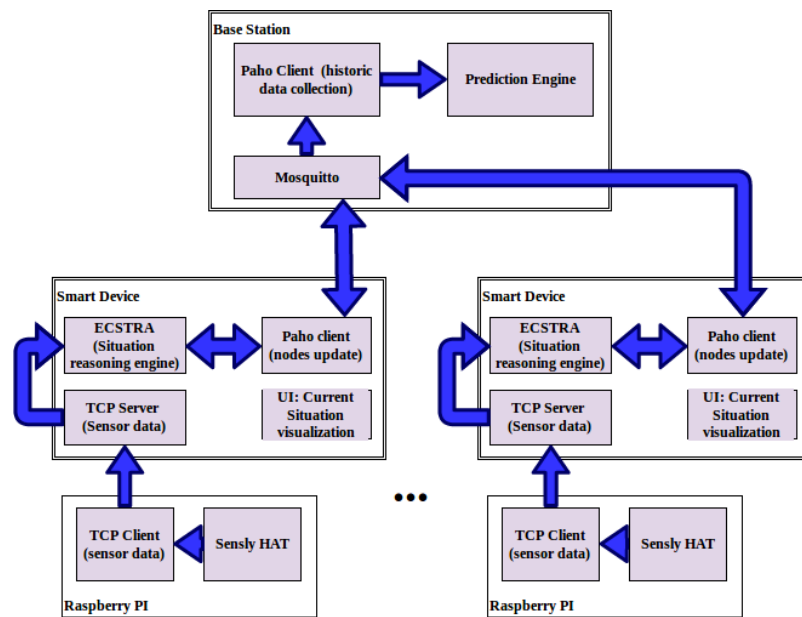 Base Station
Paho Client (historic
data collection)
Prediction Engine
Mosquitto
Smart Device
ECSTRA
(Situation
reasoning engine)
Paho client
(nodes update)
TCP Server
(Sensor data)
UI: Current
Situation
visualization
TCP Client
(sensor data)
Sensly HAT
Raspberry PI
...
Smart Device
ECSTRA
(Situation
reasoning engine)
Paho client
(nodes update)
TCP Server
(Sensor data)
UI: Current
Situation
visualization
TCP Client
(sensor data)
Sensly HAT
Raspberry PI